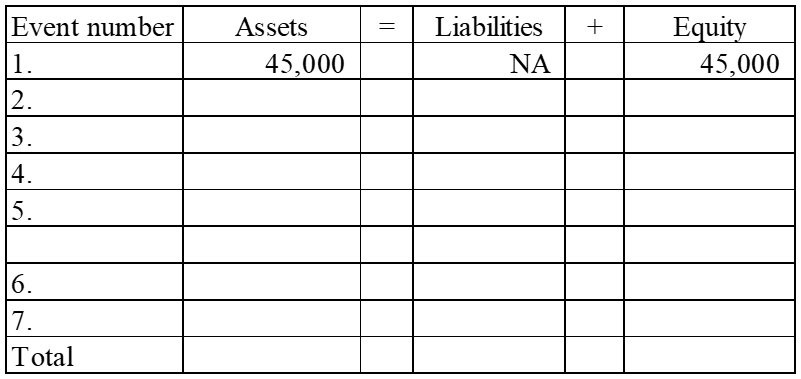 Event number Assets = Liabilities + Equity
1. 45,000 NA 45,000
2.
3.
4.
5.
6.
7.
Total